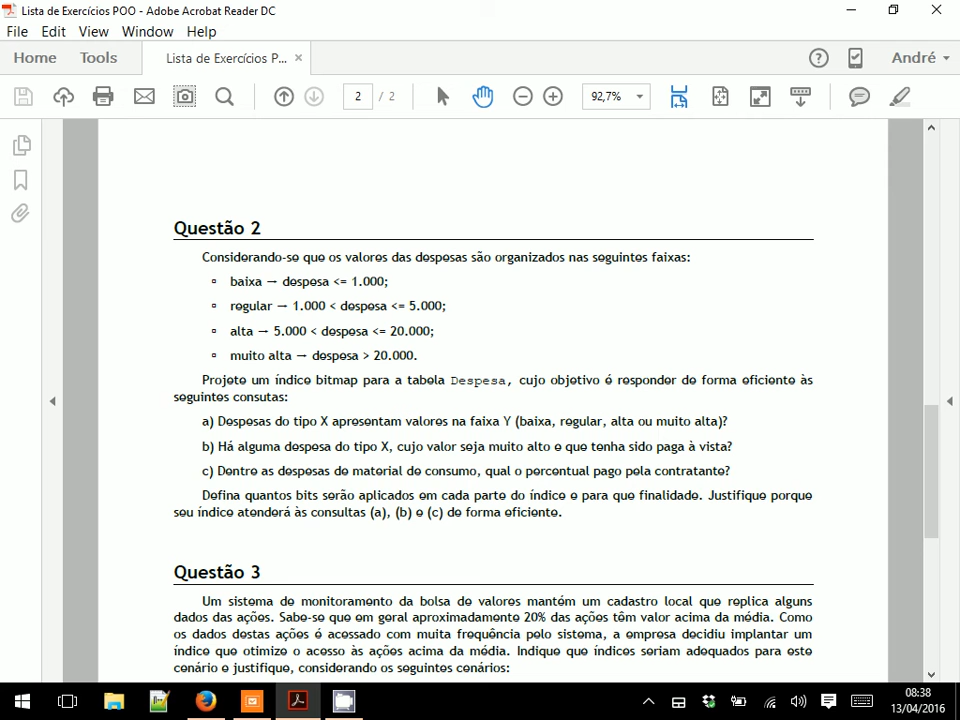 Lista de Exercícios POO - Adobe Acrobat Reader DC
File Edit View Window Help
Home Tools Lista de Exercícios P... × André
2 / 2 92,7%
Questão 2
Considerando-se que os valores das despesas são organizados nas seguintes faixas:
▫ baixa → despesa <= 1.000;
▫ regular → 1.000 < despesa <= 5.000;
▫ alta → 5.000 < despesa <= 20.000;
▫ muito alta → despesa > 20.000.
Projete um índice bitmap para a tabela Despesa, cujo objetivo é responder de forma eficiente às
seguintes consutas:
a) Despesas do tipo X apresentam valores na faixa Y (baixa, regular, alta ou muito alta)?
b) Há alguma despesa do tipo X, cujo valor seja muito alto e que tenha sido paga à vista?
c) Dentre as despesas de material de consumo, qual o percentual pago pela contratante?
Defina quantos bits serão aplicados em cada parte do índice e para que finalidade. Justifique porque
seu índice atenderá às consultas (a), (b) e (c) de forma eficiente.
Questão 3
Um sistema de monitoramento da bolsa de valores mantém um cadastro local que replica alguns
dados das ações. Sabe-se que em geral aproximadamente 20% das ações têm valor acima da média. Como
os dados destas ações é acessado com muita frequência pelo sistema, a empresa decidiu implantar um
índice que otimize o acesso às ações acima da média. Indique que índices seriam adequados para este
cenário e justifique, considerando os seguintes cenários:
08:38
13/04/2016